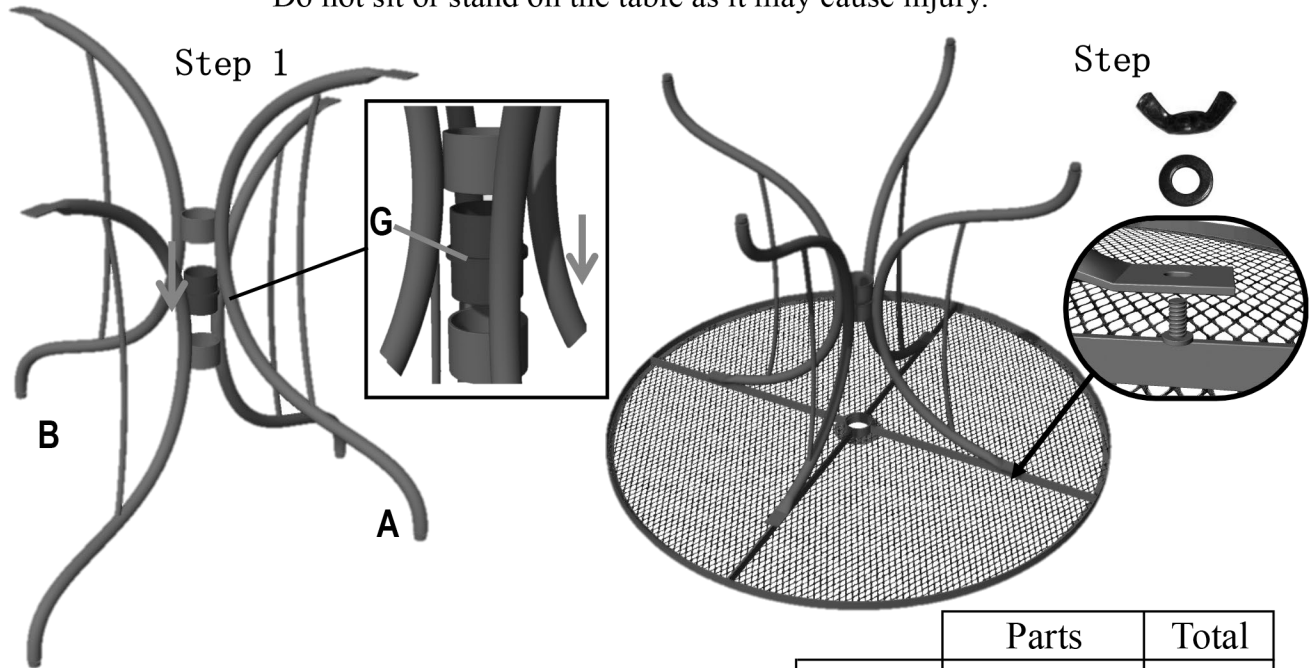 Do not sit or stand on the table as it may cause injury.
Step 1
Step
G
B
A
Parts Total